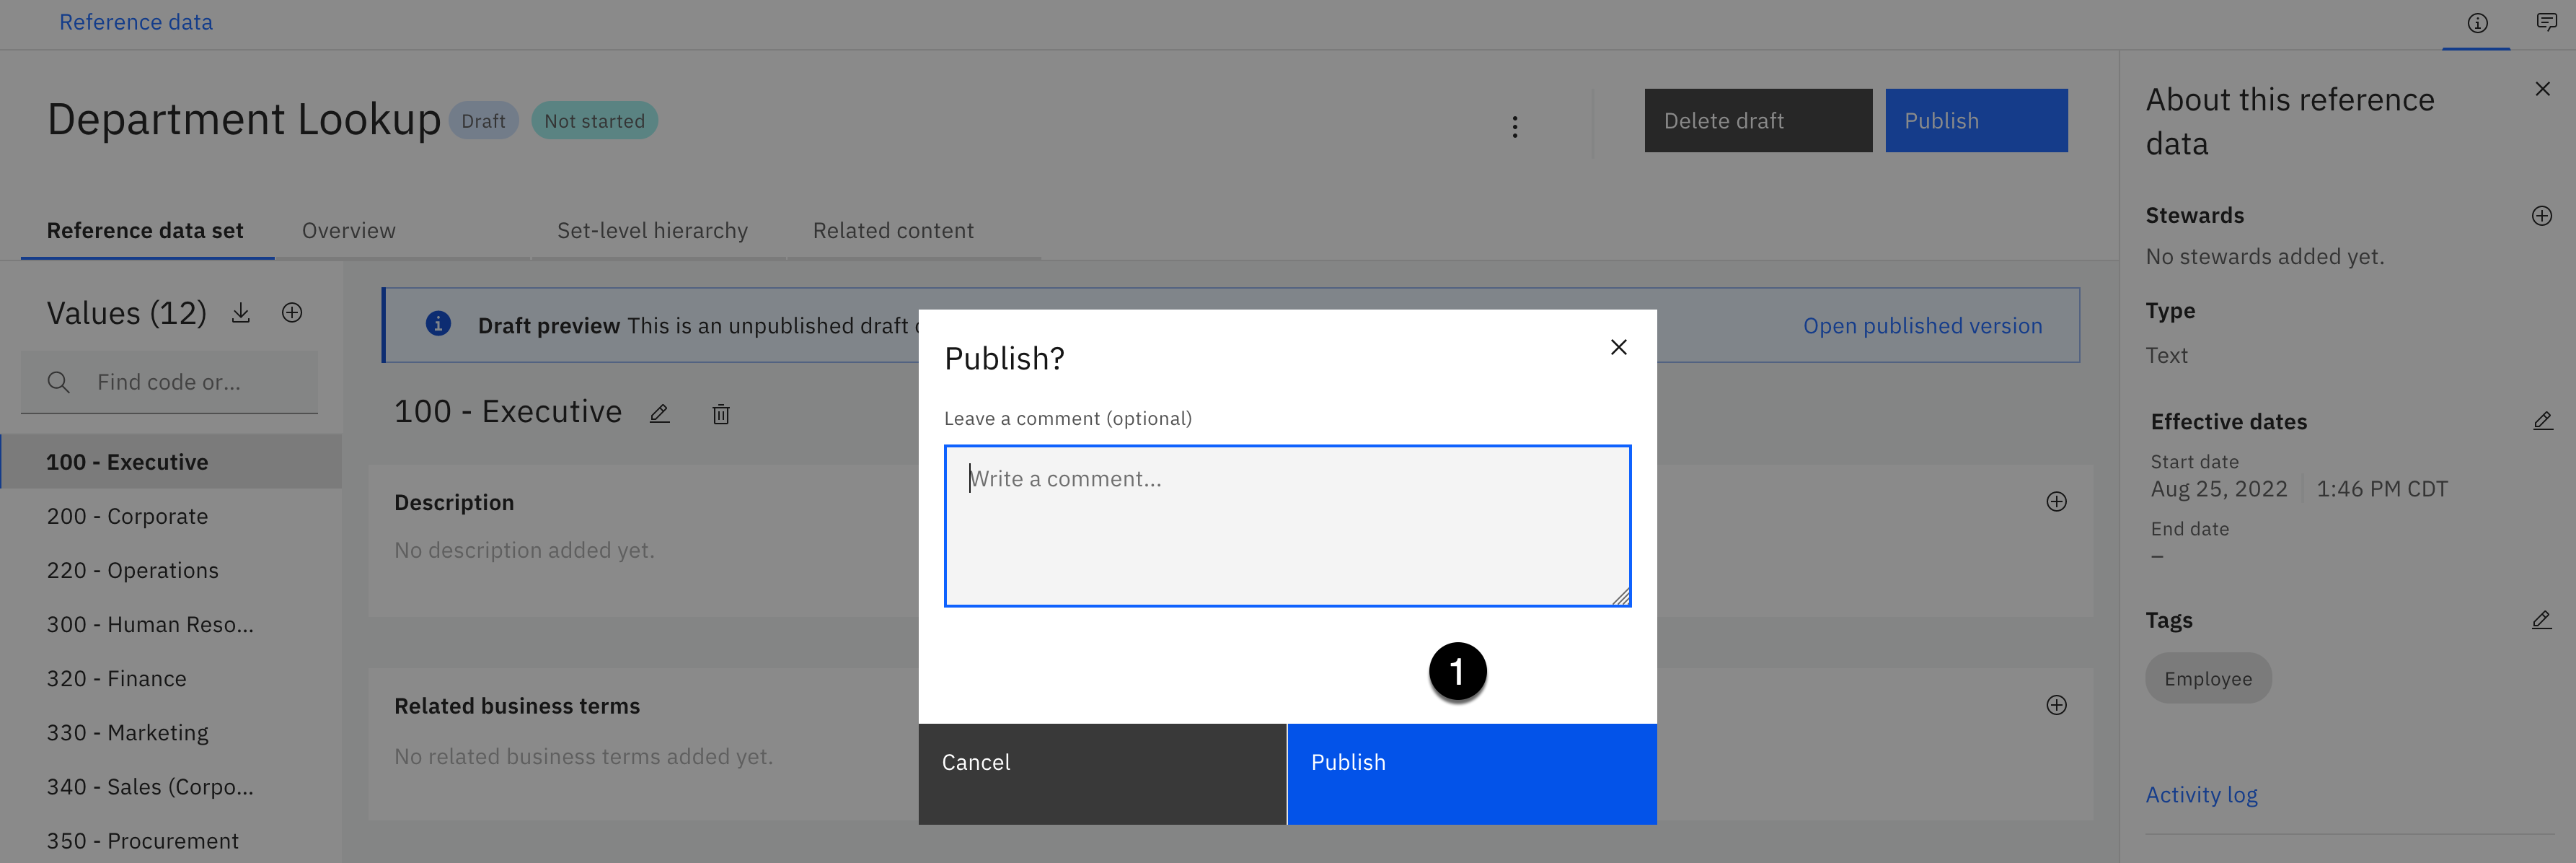 Reference data
Department Lookup Draft Not started
Delete draft
Publish
Reference data set
Overview
Set-level hierarchy
Related content
Values (12)
Find code or...
100 - Executive
200 - Corporate
220 - Operations
300 - Human Reso...
320 - Finance
330 - Marketing
340 - Sales (Corpo...
350 - Procurement
Draft preview This is an unpublished draft
Open published version
100 - Executive
Description
No description added yet.
Related business terms
No related business terms added yet.
Publish?
Leave a comment (optional)
Write a comment...
1
Cancel
Publish
About this reference
data
Stewards
No stewards added yet.
Type
Text
Effective dates
Start date
Aug 25, 2022 1:46 PM CDT
End date
–
Tags
Employee
Activity log